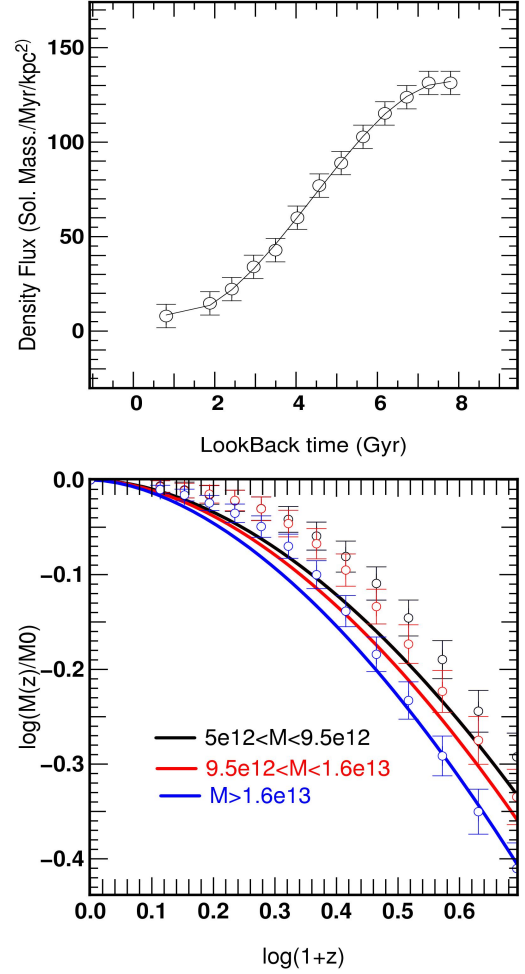 150
100
50
0
Density Flux (Sol. Mass./Myr/kpc²)
0 2 4 6 8
LookBack time (Gyr)
0.0
−0.1
−0.2
−0.3
−0.4
log(M(z)/M0)
5e12<M<9.5e12
9.5e12<M<1.6e13
M>1.6e13
0.0 0.1 0.2 0.3 0.4 0.5 0.6
log(1+z)